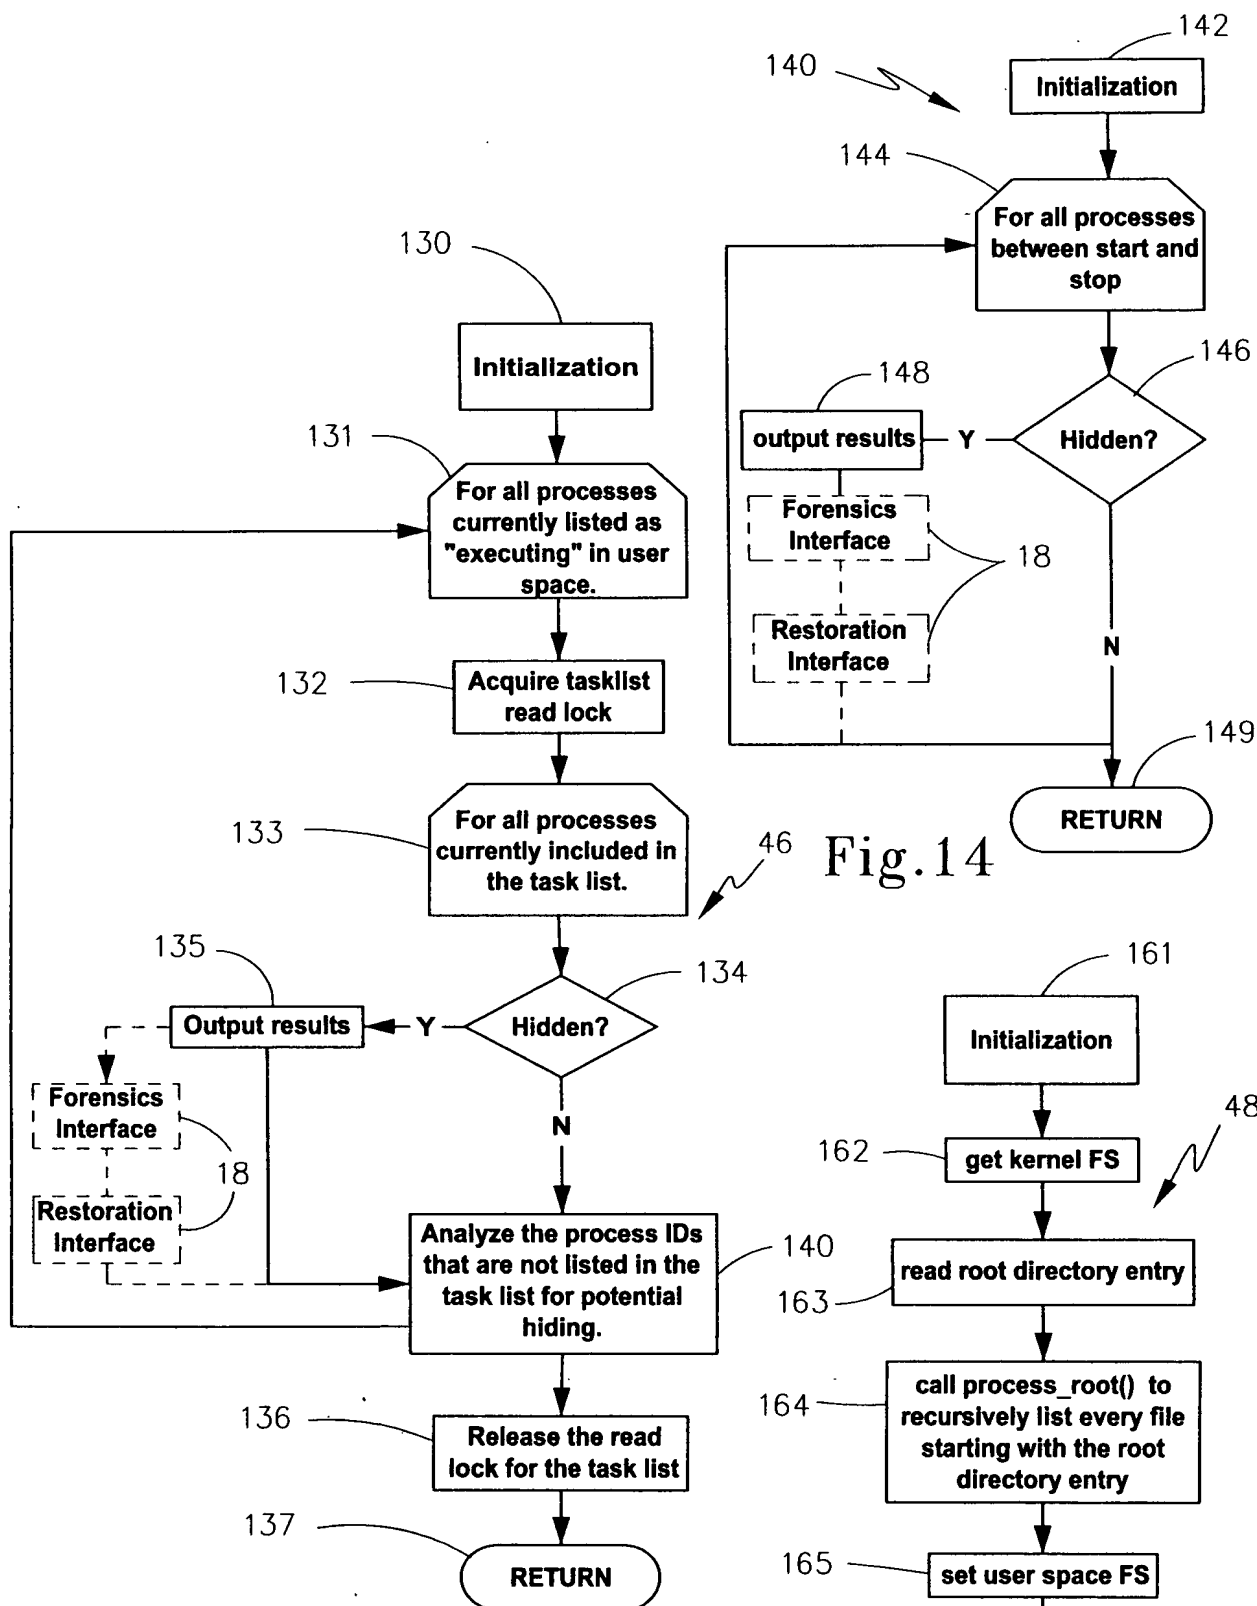 130
Initialization
131
For all processes
currently listed as
"executing" in user
space.
132
Acquire tasklist
read lock
133
For all processes
currently included in
the task list.
46
134
Hidden?
Y
N
135
Output results
Forensics
Interface
18
Restoration
Interface
Analyze the process IDs
that are not listed in the
task list for potential
hiding.
140
136
Release the read
lock for the task list
137
RETURN
142
140
Initialization
144
For all processes
between start and
stop
146
Hidden?
Y
N
148
output results
Forensics
Interface
18
Restoration
Interface
149
RETURN
Fig.14
161
Initialization
48
162
get kernel FS
read root directory entry
163
164
call process_root() to
recursively list every file
starting with the root
directory entry
165
set user space FS